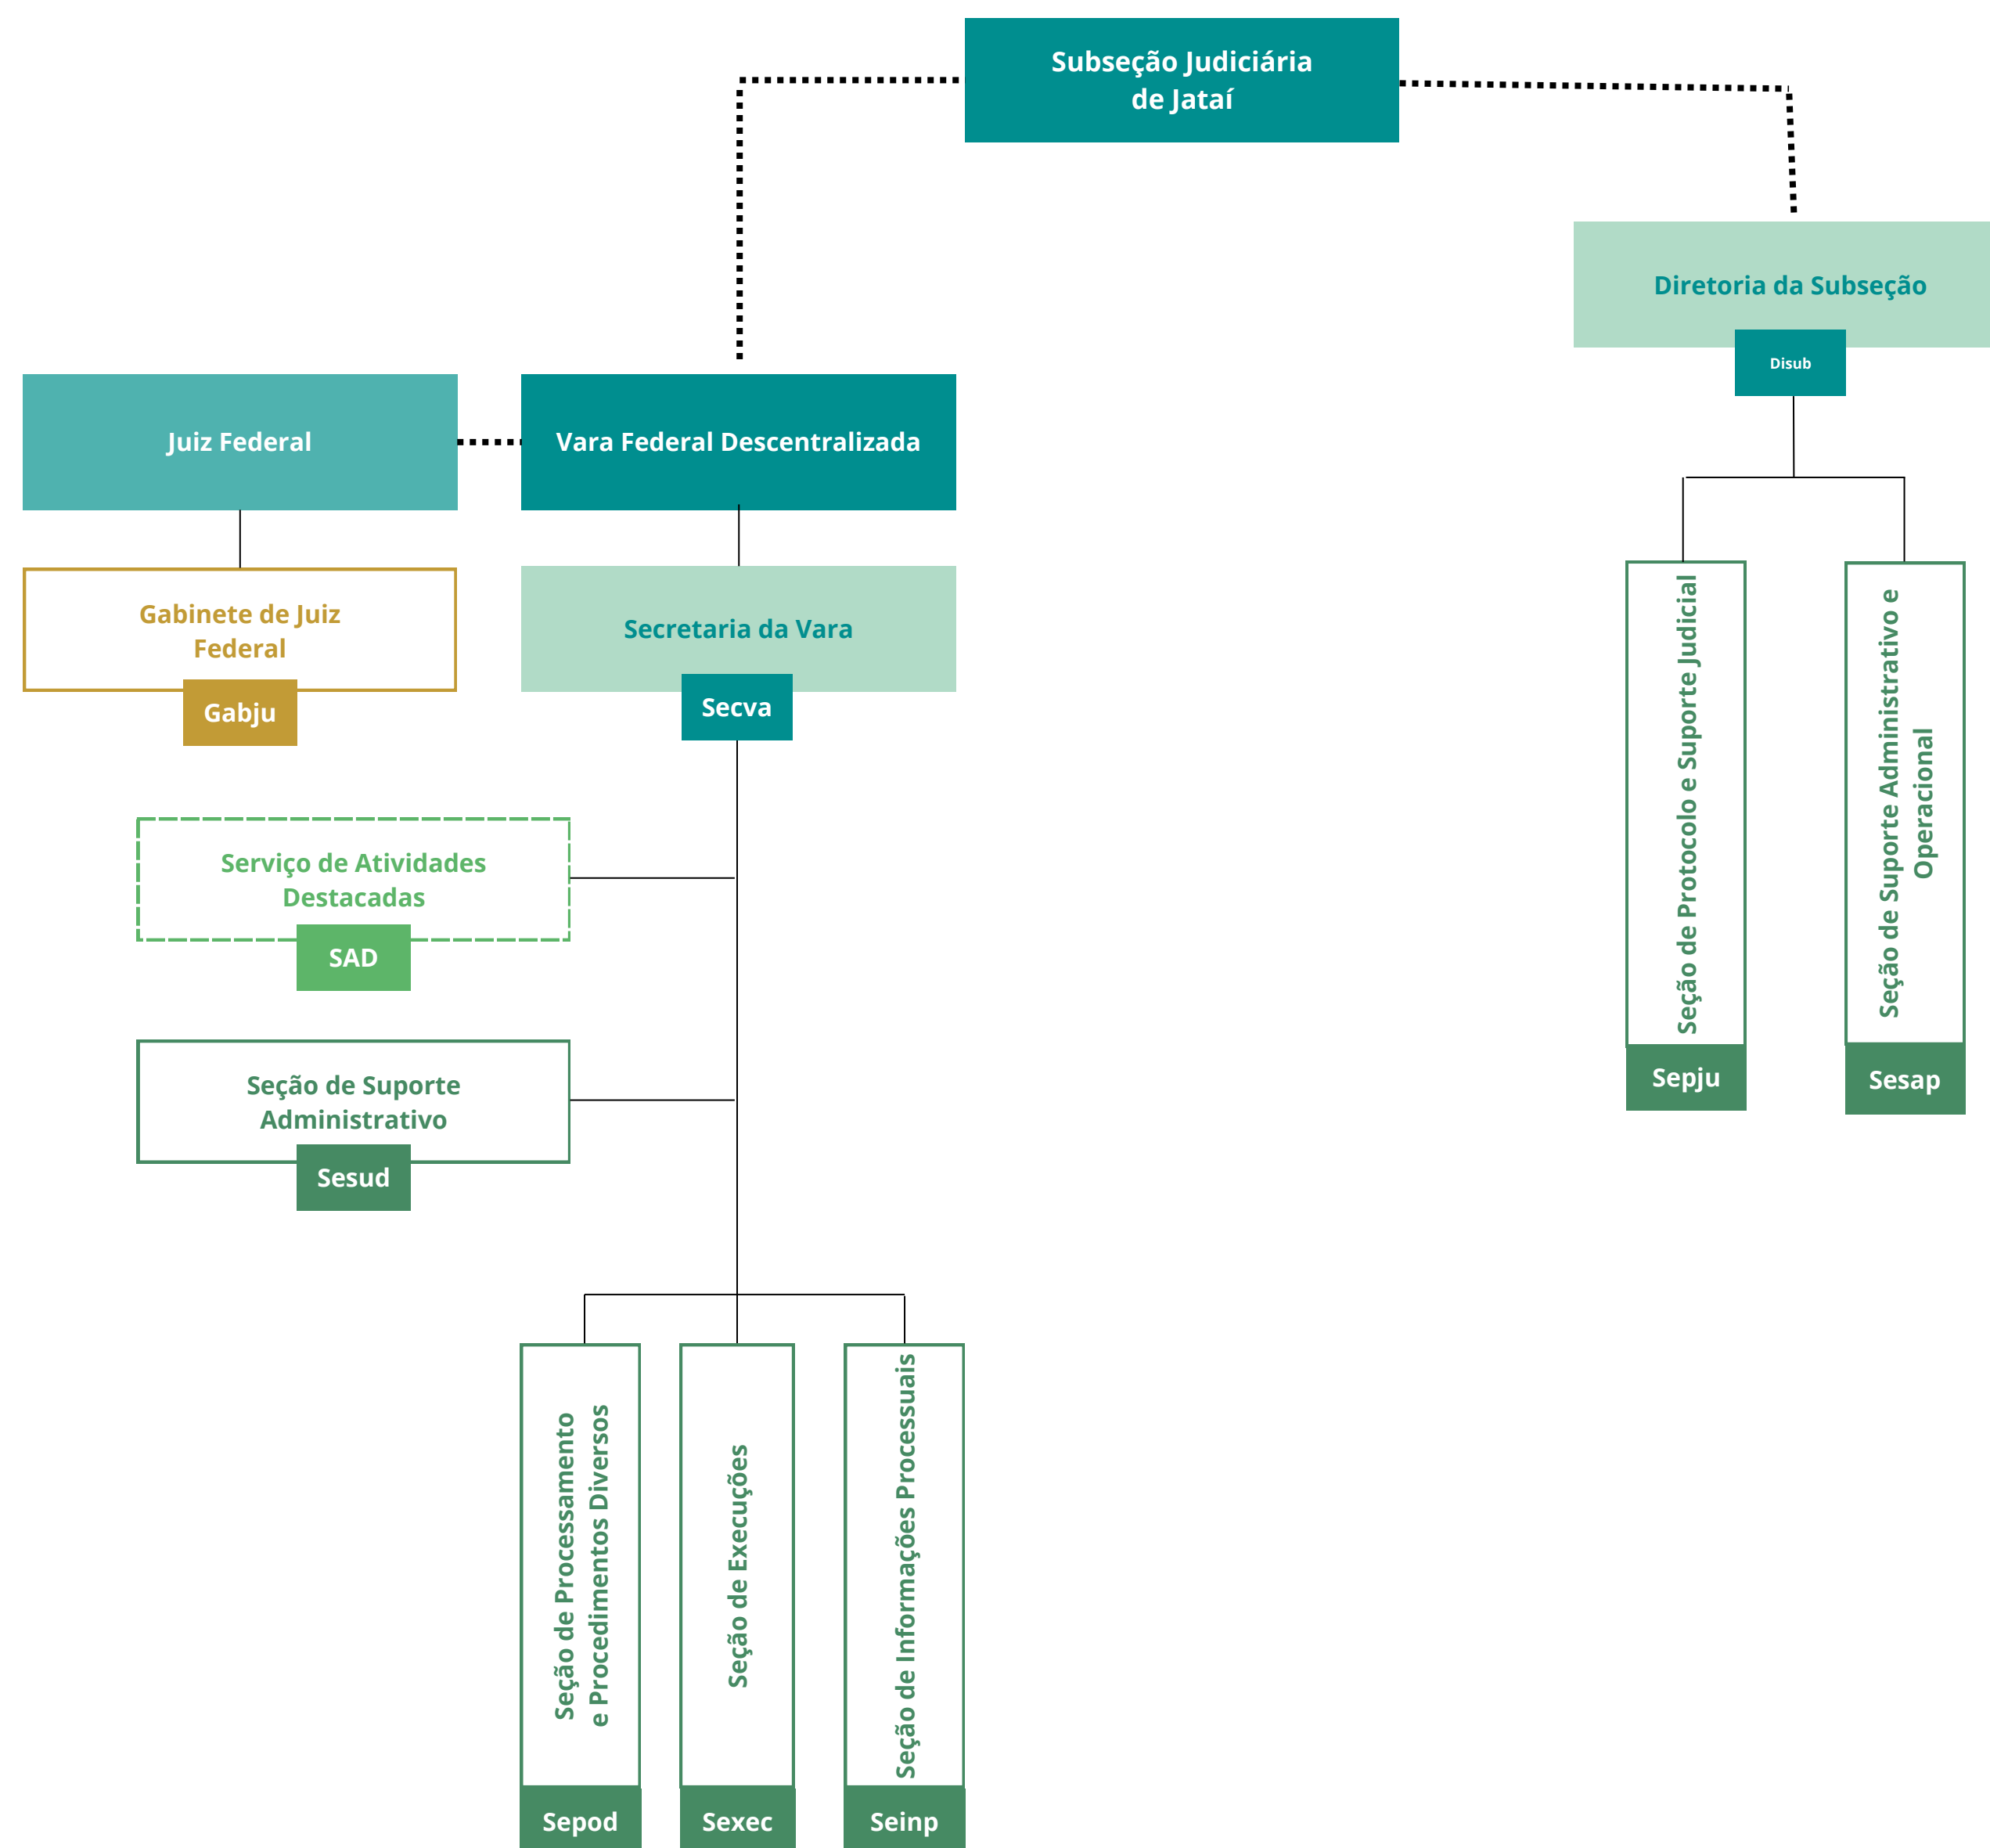 Subseção Judiciária
de Jataí
Diretoria da Subseção
Disub
Juiz Federal
Vara Federal Descentralizada
Gabinete de Juiz
Federal
Gabju
Secretaria da Vara
Secva
Seção de Protocolo e Suporte Judicial
Sepju
Seção de Suporte Administrativo e
Operacional
Sesap
Serviço de Atividades
Destacadas
SAD
Seção de Suporte
Administrativo
Sesud
Seção de Processamento
e Procedimentos Diversos
Sepod
Seção de Execuções
Sexec
Seção de Informações Processuais
Seinp